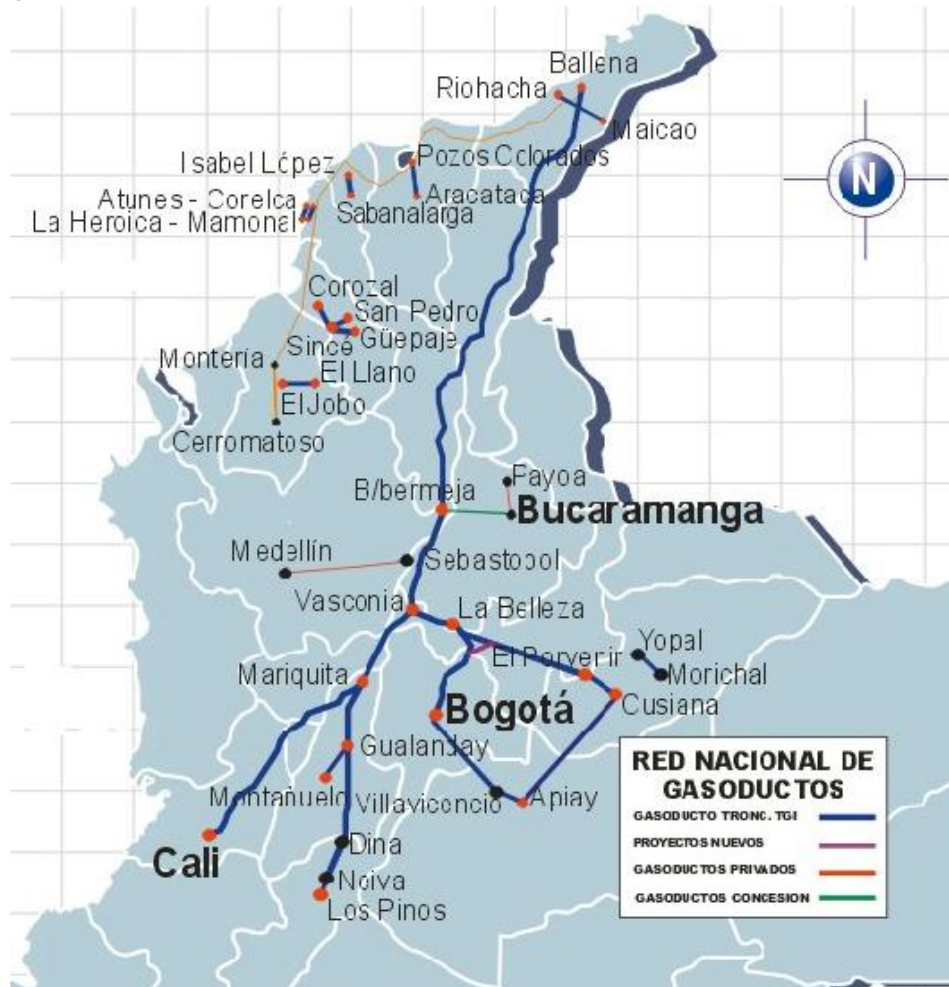 Ballena
Riohacha
Maicao
Isabel López
Pozos Colorados
Atunes - Corelca
Sabanalarga
Aracataca
La Heroica - Mamonal
N
Corozal
San Pedro
Sincé
Güepaje
Montería
El Llano
El Jobo
Cerromatoso
B/bermeja
Payoa
Bucaramanga
Medellín
Sebastopol
Vasconia
La Belleza
Yopal
El Porvenir
Mariquita
Morichal
Bogotá
Cusiana
Gualanday
Montañuelo
Villavicencio
Apiay
Dina
Cali
Neiva
Los Pinos
RED NACIONAL DE
GASODUCTOS
GASODUCTO TRONC. TGI
PROYECTOS NUEVOS
GASODUCTOS PRIVADOS
GASODUCTOS CONCESION